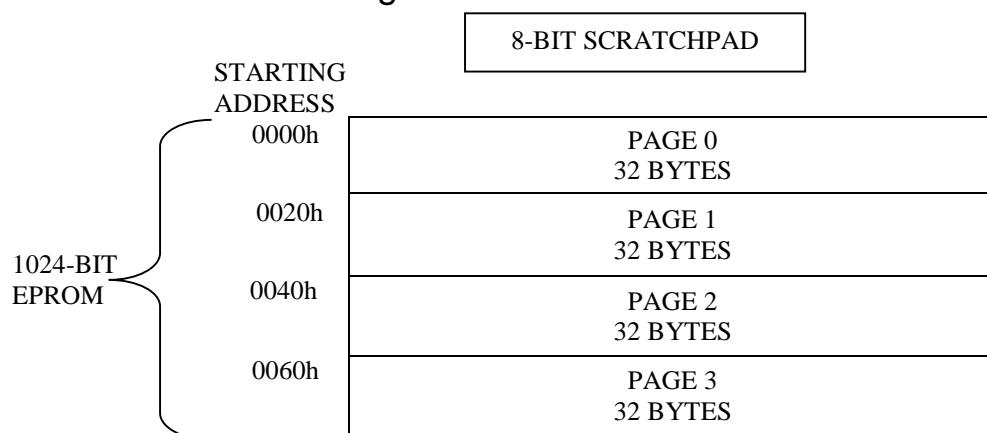 8-BIT SCRATCHPAD
STARTING
ADDRESS
0000h
PAGE 0
32 BYTES
0020h
PAGE 1
32 BYTES
1024-BIT
EPROM
0040h
PAGE 2
32 BYTES
0060h
PAGE 3
32 BYTES